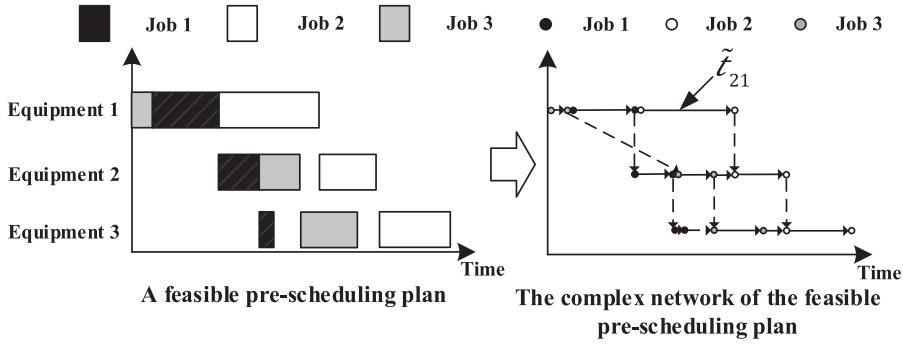 Job 1 Job 2 Job 3 Job 1 Job 2 Job 3
t̃21
Equipment 1
Equipment 2
Equipment 3
Time Time
A feasible pre-scheduling plan
The complex network of the feasible
pre-scheduling plan